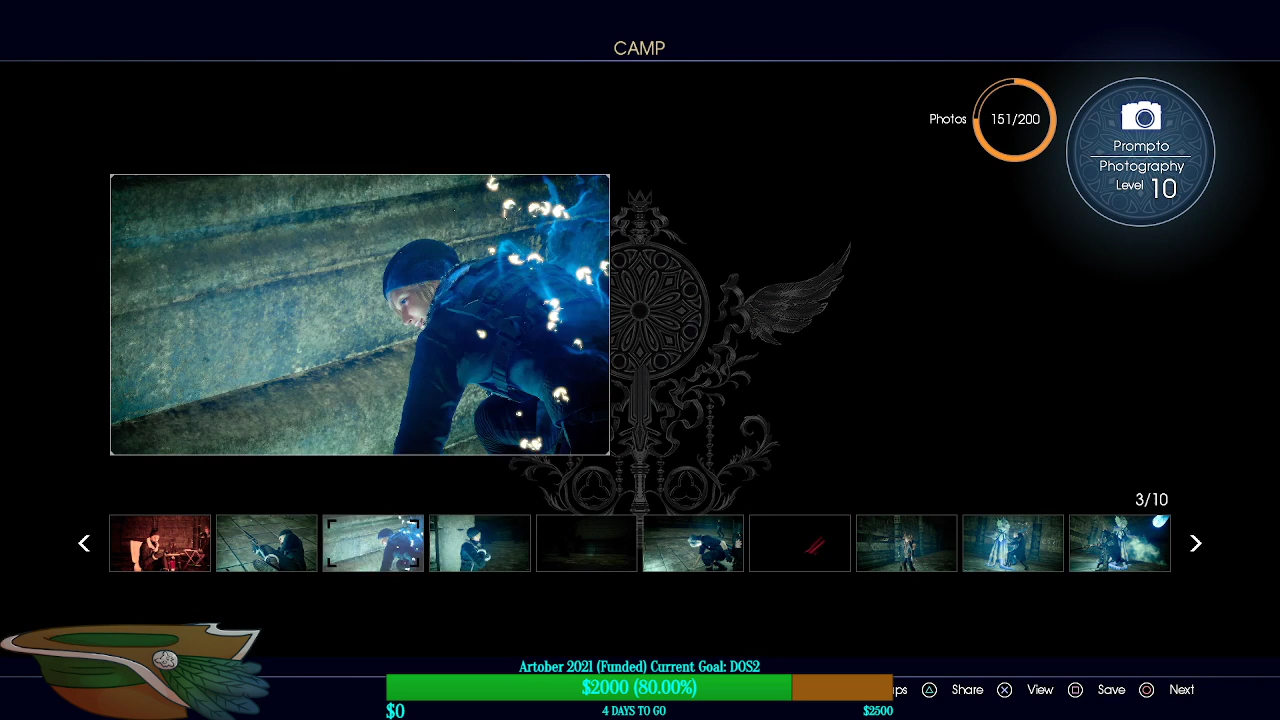 CAMP
Photos 151/200
Prompto
Photography
Level 10
3/10
Artober 2021 (Funded) Current Goal: DOS2
$2000 (80.00%)
$0 4 DAYS TO GO $2500
Share View Save Next